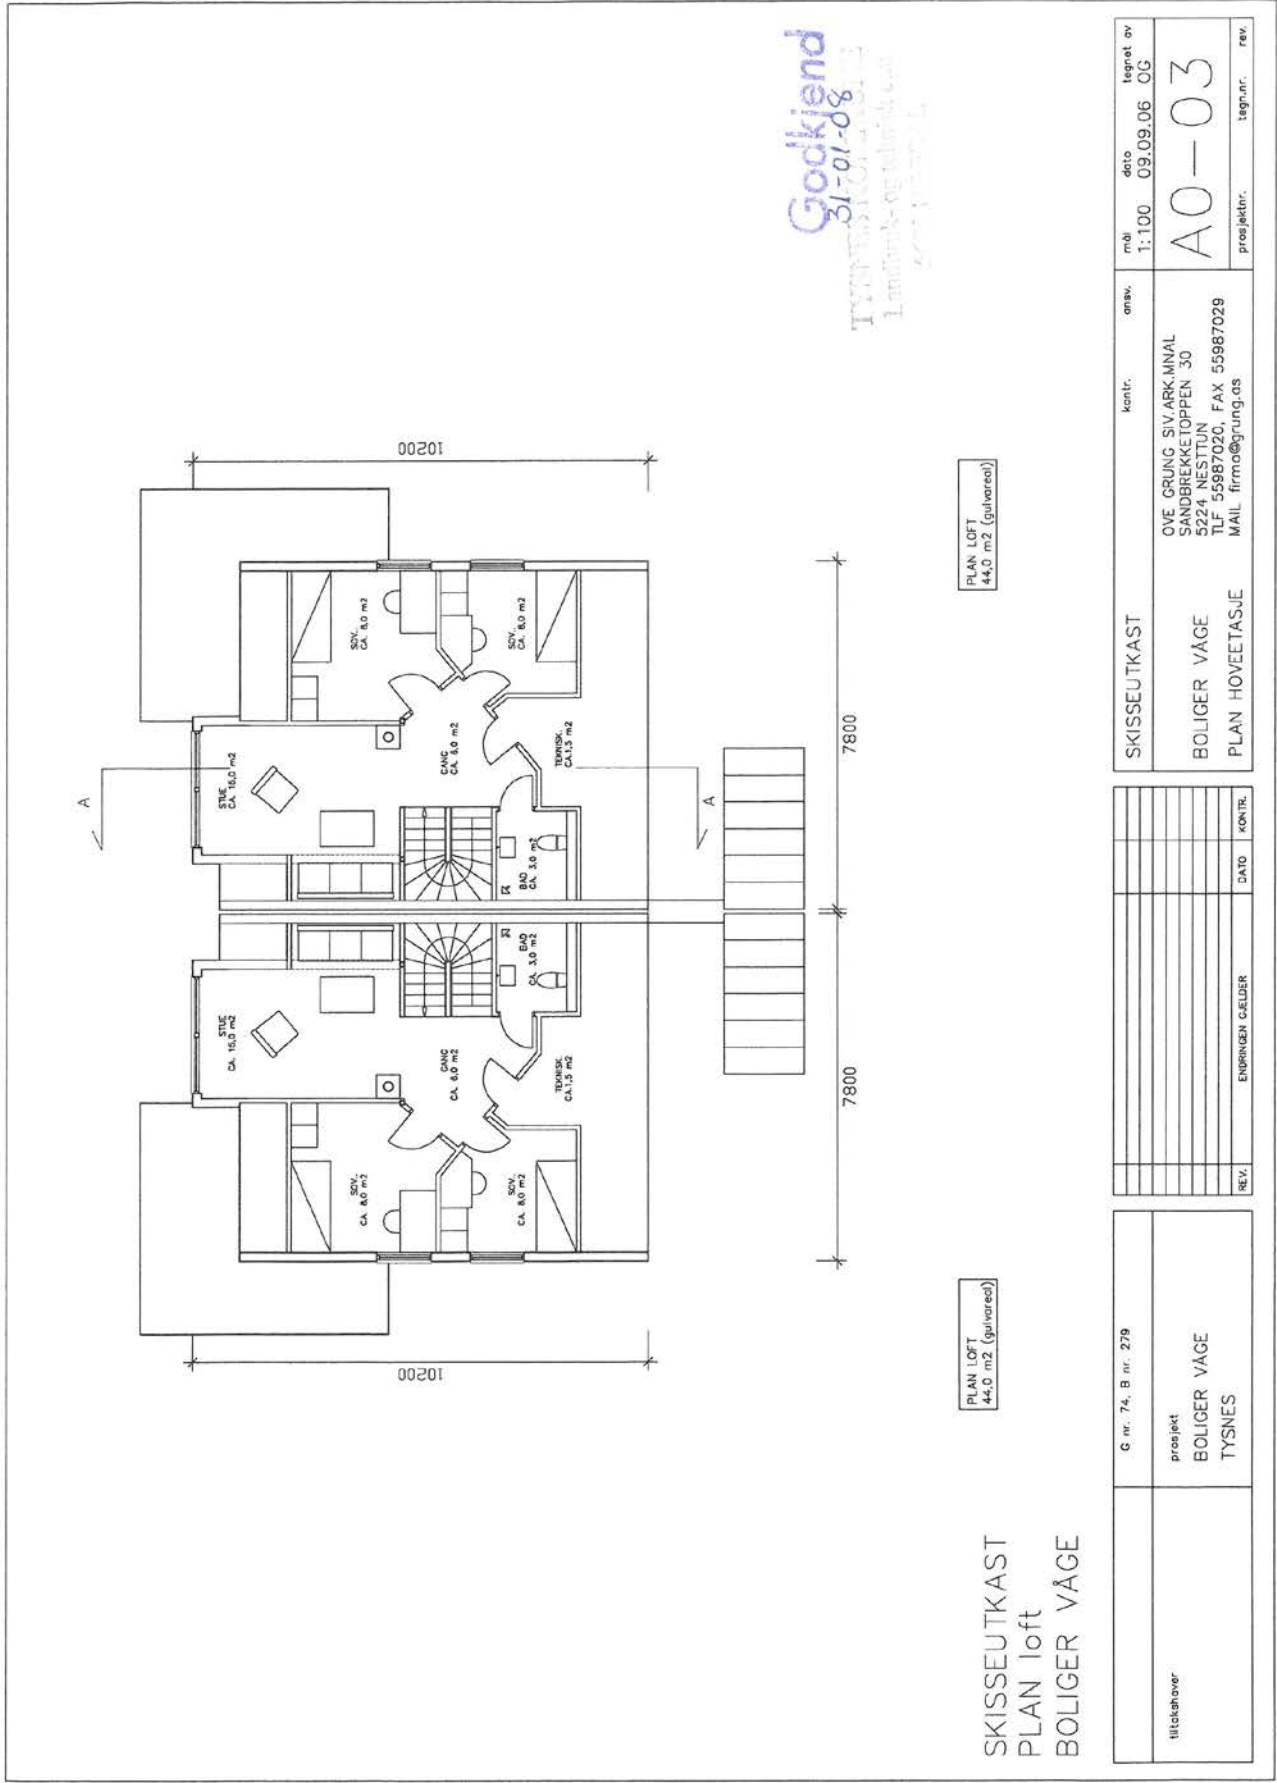 Godkjend
31-01-08
A
A
10200
10200
7800
7800
STUE
CA. 15,0 m2
SOV.
CA. 8,0 m2
SOV.
CA. 8,0 m2
GANG
CA. 6,0 m2
TEKNISK.
CA.1,5 m2
BAD
CA. 3,0 m2
STUE
CA. 15,0 m2
SOV.
CA. 8,0 m2
SOV.
CA. 8,0 m2
GANG
CA. 6,0 m2
TEKNISK.
CA.1,5 m2
BAD
CA. 3,0 m2
PLAN LOFT
44,0 m2 (gulvareal)
PLAN LOFT
44,0 m2 (gulvareal)
SKISSEUTKAST
PLAN loft
BOLIGER VÅGE
tiltakshaver
G nr. 74, B nr. 279
prosjekt
BOLIGER VÅGE
TYSNES
REV. ENDRINGEN GJELDER DATO KONTR.
SKISSEUTKAST
kontr. ansv.
mål dato tegnet av
1:100 09.09.06 OG
BOLIGER VÅGE
PLAN HOVEETASJE
OVE GRUNG SIV.ARK.MNAL
SANDBREKKETOPPEN 30
5224 NESTTUN
TLF 55987020, FAX 55987029
MAIL firma@grung.as
A0-03
prosjektnr. tegn.nr. rev.